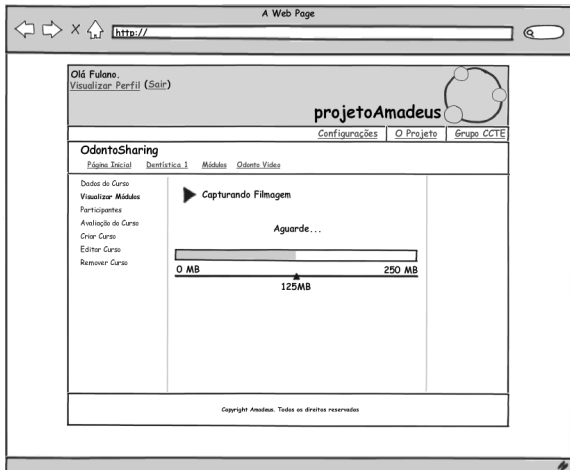 A Web Page
http://
Olá Fulano.
Visualizar Perfil (Sair)
projetoAmadeus
Configurações O Projeto Grupo CCTE
OdontoSharing
Página Inicial Dentística 1 Módulos Odonto Video
Dados do Curso
Visualizar Módulos
Participantes
Avaliação do Curso
Criar Curso
Editar Curso
Remover Curso
Capturando Filmagem
Aguarde...
0 MB 250 MB
125MB
Copyright Amadeus. Todos os direitos reservados